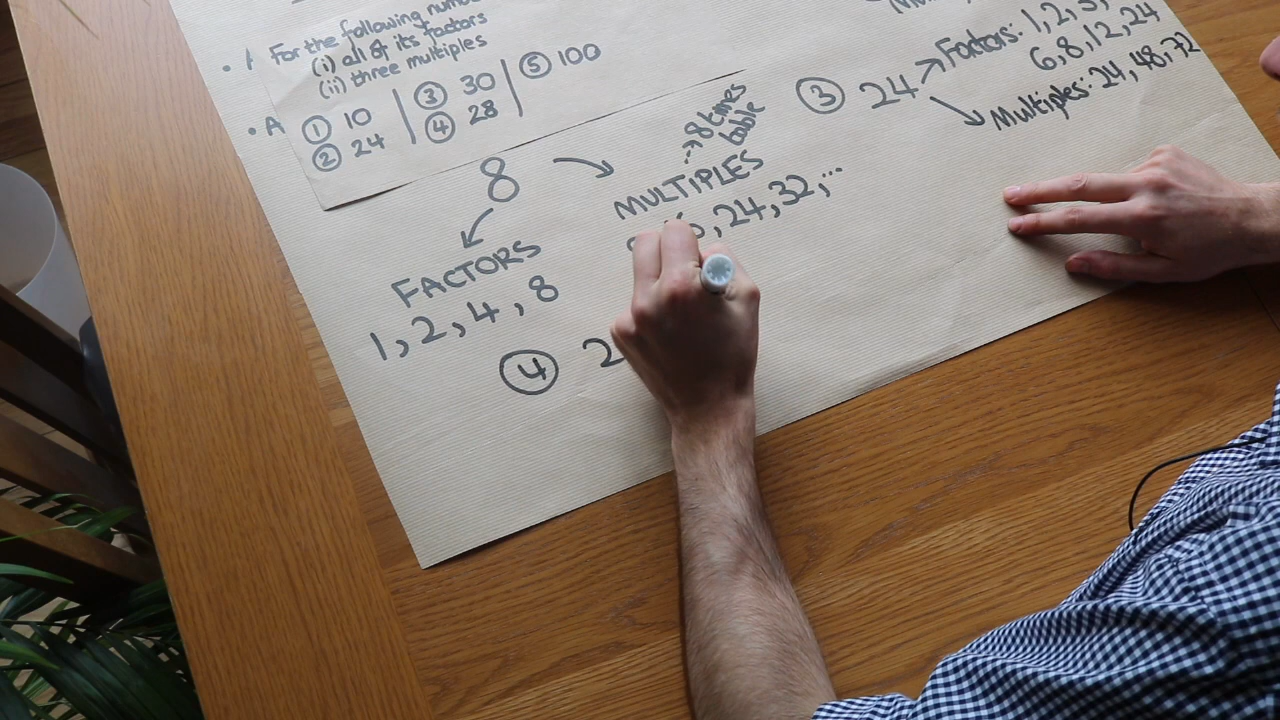 For the following
(i) all of its factors
(ii) three multiples
① 10
② 24
③ 30
④ 28
⑤ 100
• A
8
FACTORS
1, 2, 4, 8
→ 8 times
table
MULTIPLES
, 24, 32, ...
③ 24
Factors: 1, 2, 3,
6, 8, 12, 24
Multiples: 24, 48, 72
④ 2